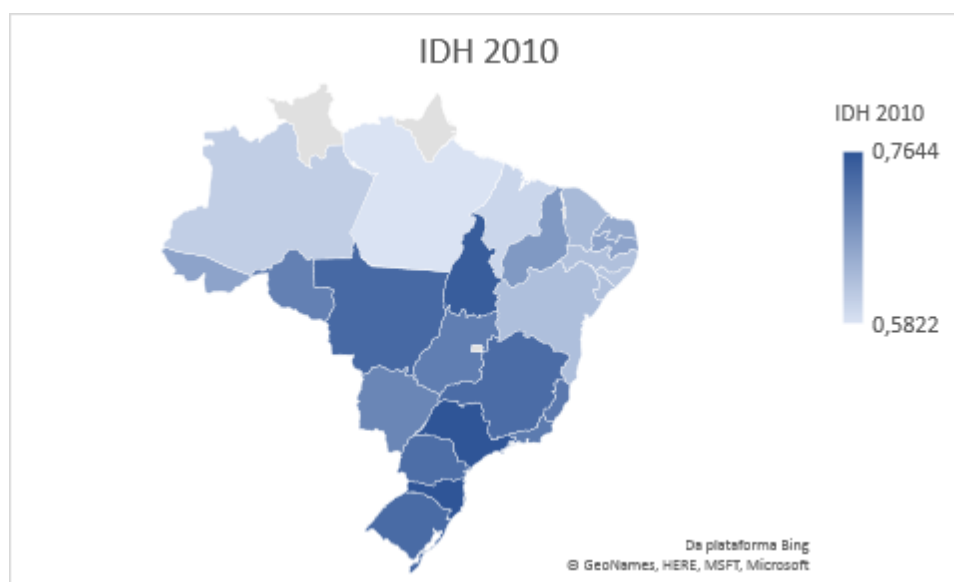 IDH 2010
IDH 2010
0,7644
0,5822
Da plataforma Bing
© GeoNames, HERE, MSFT, Microsoft